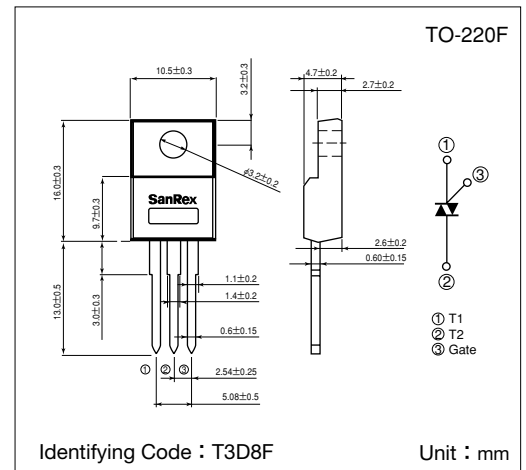 TO-220F
10.5±0.3
3.2±0.3
4.7±0.2
2.7±0.2
16.0±0.3
9.7±0.3
φ3.2±0.2
SanRex
13.0±0.5
3.0±0.3
1.1±0.2
1.4±0.2
0.6±0.15
2.54±0.25
5.08±0.5
① ② ③
2.6±0.2
0.60±0.15
①
③
②
① T1
② T2
③ Gate
Identifying Code：T3D8F
Unit：mm